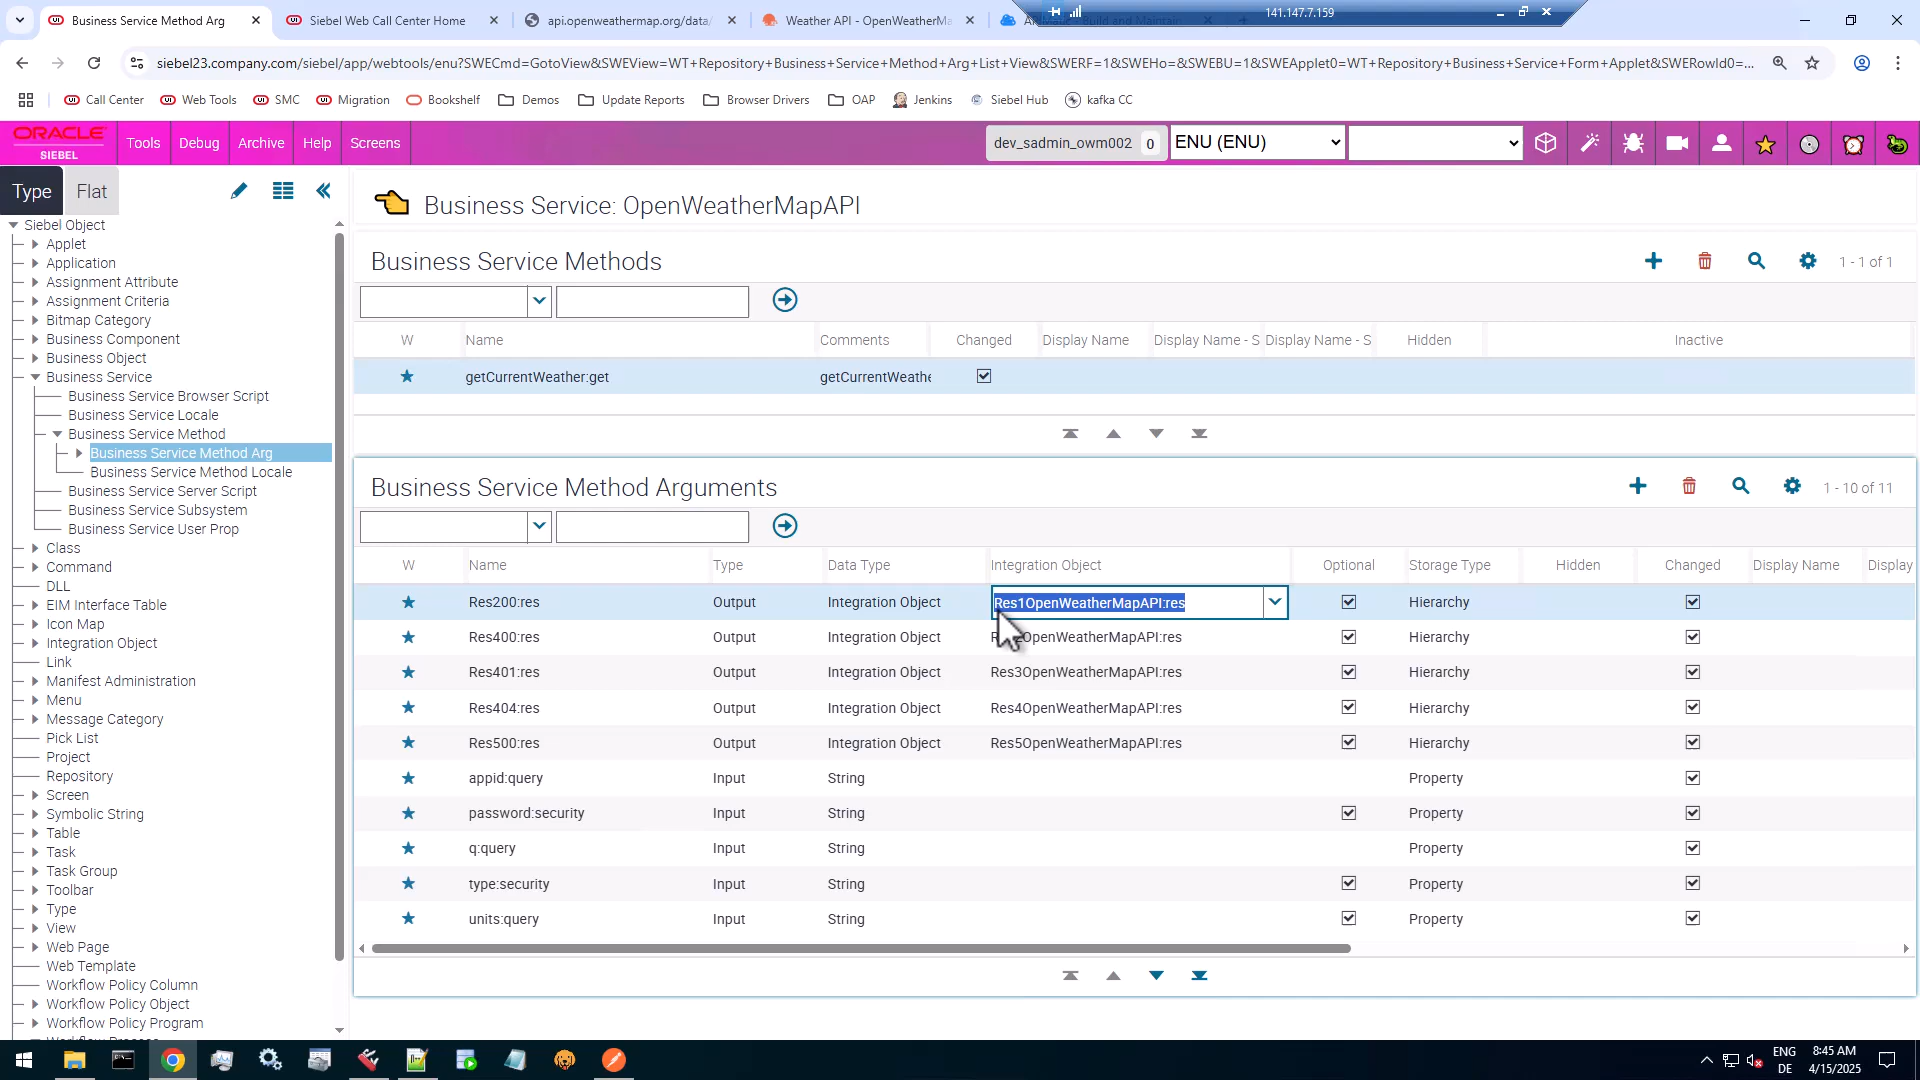 Business Service Method Arg
Siebel Web Call Center Home
api.openweathermap.org/data/
Weather API - OpenWeatherMa
141.147.7.159
siebel23.company.com/siebel/app/webtools/enu?SWECmd=GotoView&SWEView=WT+Repository+Business+Service+Method+Arg+List+View&SWERF=1&SWEHo=&SWEBU=1&SWEApplet0=WT+Repository+Business+Service+Form+Applet&SWERowId0=...
Call Center
Web Tools
SMC
Migration
Bookshelf
Demos
Update Reports
Browser Drivers
OAP
Jenkins
Siebel Hub
kafka CC
ORACLE
SIEBEL
Tools
Debug
Archive
Help
Screens
dev_sadmin_owm002 0
ENU (ENU)
Type
Flat
Siebel Object
Applet
Application
Assignment Attribute
Assignment Criteria
Bitmap Category
Business Component
Business Object
Business Service
Business Service Browser Script
Business Service Locale
Business Service Method
Business Service Method Arg
Business Service Method Locale
Business Service Server Script
Business Service Subsystem
Business Service User Prop
Class
Command
DLL
EIM Interface Table
Icon Map
Integration Object
Link
Manifest Administration
Menu
Message Category
Pick List
Project
Repository
Screen
Symbolic String
Table
Task
Task Group
Toolbar
Type
View
Web Page
Web Template
Workflow Policy Column
Workflow Policy Object
Workflow Policy Program
Business Service: OpenWeatherMapAPI
Business Service Methods
1 - 1 of 1
W Name Comments Changed Display Name Display Name - S Display Name - S Hidden Inactive
getCurrentWeather:get getCurrentWeathe
Business Service Method Arguments
1 - 10 of 11
W Name Type Data Type Integration Object Optional Storage Type Hidden Changed Display Name Display
Res200:res Output Integration Object Res1OpenWeatherMapAPI:res Hierarchy
Res400:res Output Integration Object OpenWeatherMapAPI:res Hierarchy
Res401:res Output Integration Object Res3OpenWeatherMapAPI:res Hierarchy
Res404:res Output Integration Object Res4OpenWeatherMapAPI:res Hierarchy
Res500:res Output Integration Object Res5OpenWeatherMapAPI:res Hierarchy
appid:query Input String Property
password:security Input String Property
q:query Input String Property
type:security Input String Property
units:query Input String Property
ENG
DE
8:45 AM
4/15/2025